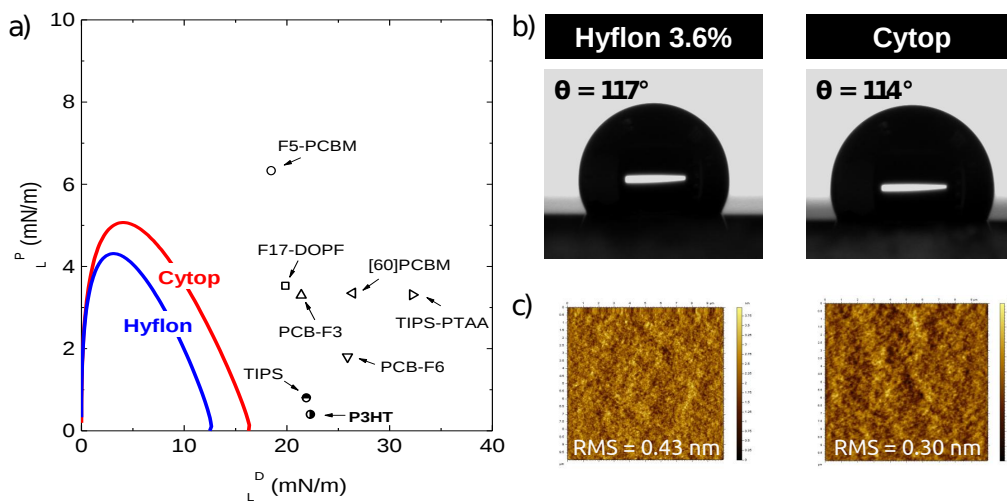 a)
10
8
6
4
2
0
0
10
20
30
40
L P (mN/m)
L D (mN/m)
F5-PCBM
F17-DOPF
[60]PCBM
Cytop
Hyflon
PCB-F3
TIPS-PTAA
TIPS
PCB-F6
P3HT
b)
Hyflon 3.6%
Cytop
θ = 117°
θ = 114°
c)
RMS = 0.43 nm
RMS = 0.30 nm